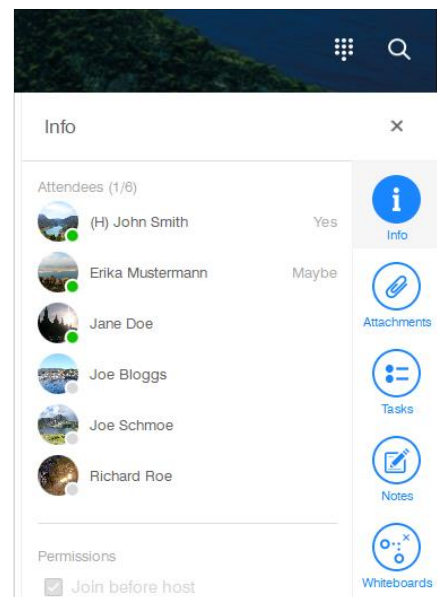 Info
Attendees (1/6)
(H) John Smith Yes
Erika Mustermann Maybe
Jane Doe
Joe Bloggs
Joe Schmoe
Richard Roe
Permissions
Join before host
Info
Attachments
Tasks
Notes
Whiteboards